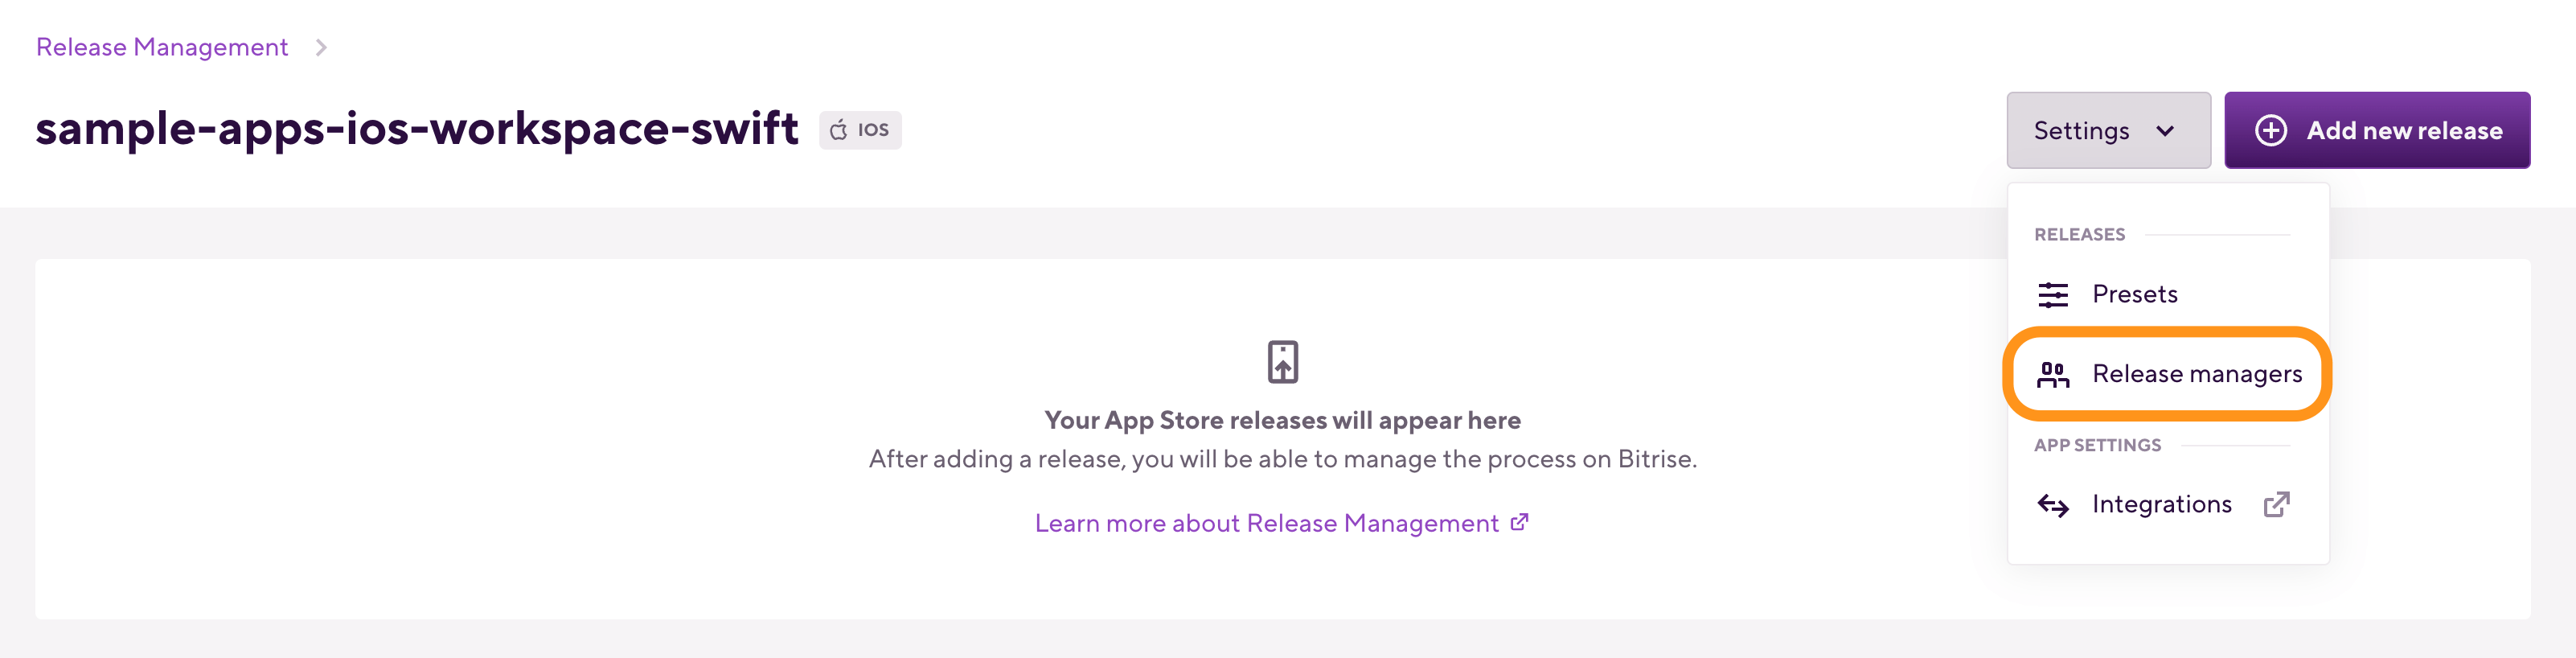 Release Management
sample-apps-ios-workspace-swift
IOS
Settings
Add new release
RELEASES
Presets
Release managers
APP SETTINGS
Integrations
Your App Store releases will appear here
After adding a release, you will be able to manage the process on Bitrise.
Learn more about Release Management